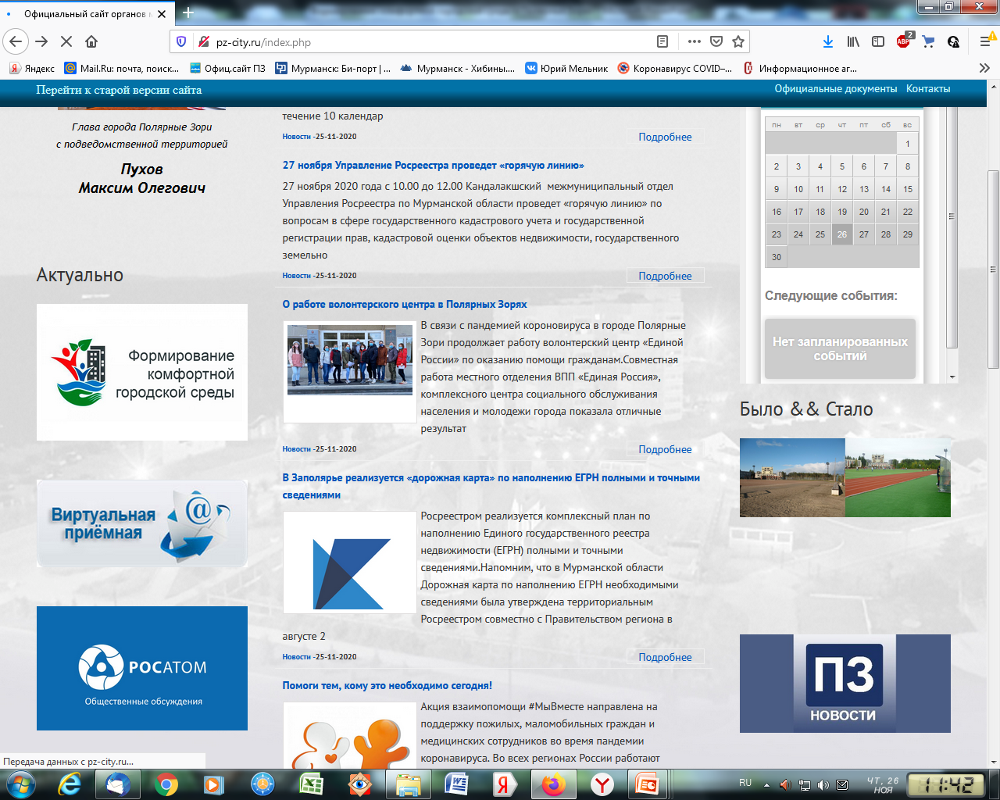 Официальный сайт органов м
pz-city.ru/index.php
2
Яндекс
Mail.Ru: почта, поиск...
Офиц.сайт ПЗ
Мурманск: Би-порт | ...
Мурманск - Хибины....
Юрий Мельник
Коронавирус COVID–...
Информационное аг...
Перейти к старой версии сайта
Официальные документы
Контакты
Глава города Полярные Зори
с подведомственной территорией
Пухов
Максим Олегович
Актуально
Формирование
комфортной
городской среды
Виртуальная
приёмная
РОСАТОМ
Общественные обсуждения
течение 10 календар
Новости -25-11-2020
Подробнее
27 ноября Управление Росреестра проведет «горячую линию»
27 ноября 2020 года с 10.00 до 12.00 Кандалакшский межмуниципальный отдел
Управления Росреестра по Мурманской области проведет «горячую линию» по
вопросам в сфере государственного кадастрового учета и государственной
регистрации прав, кадастровой оценки объектов недвижимости, государственного
земельно
Новости -25-11-2020
Подробнее
О работе волонтерского центра в Полярных Зорях
В связи с пандемией короновируса в городе Полярные
Зори продолжает работу волонтерский центр «Единой
России» по оказанию помощи гражданам.Совместная
работа местного отделения ВПП «Единая Россия»,
комплексного центра социального обслуживания
населения и молодежи города показала отличные
результат
Новости -25-11-2020
Подробнее
В Заполярье реализуется «дорожная карта» по наполнению ЕГРН полными и точными
сведениями
Росреестром реализуется комплексный план по
наполнению Единого государственного реестра
недвижимости (ЕГРН) полными и точными
сведениями.Напомним, что в Мурманской области
Дорожная карта по наполнению ЕГРН необходимыми
сведениями была утверждена территориальным
Росреестром совместно с Правительством региона в
августе 2
Новости -25-11-2020
Подробнее
Помоги тем, кому это необходимо сегодня!
Акция взаимопомощи #МыВместе направлена на
поддержку пожилых, маломобильных граждан и
медицинских сотрудников во время пандемии
коронавируса. Во всех регионах России работают
пн вт ср чт пт сб вс
1
2 3 4 5 6 7 8
9 10 11 12 13 14 15
16 17 18 19 20 21 22
23 24 25 26 27 28 29
30
Следующие события:
Нет запланированных
событий
Было && Стало
ПЗ
НОВОСТИ
Передача данных с pz-city.ru...
RU
ЧТ, 26
НОЯ
11:42